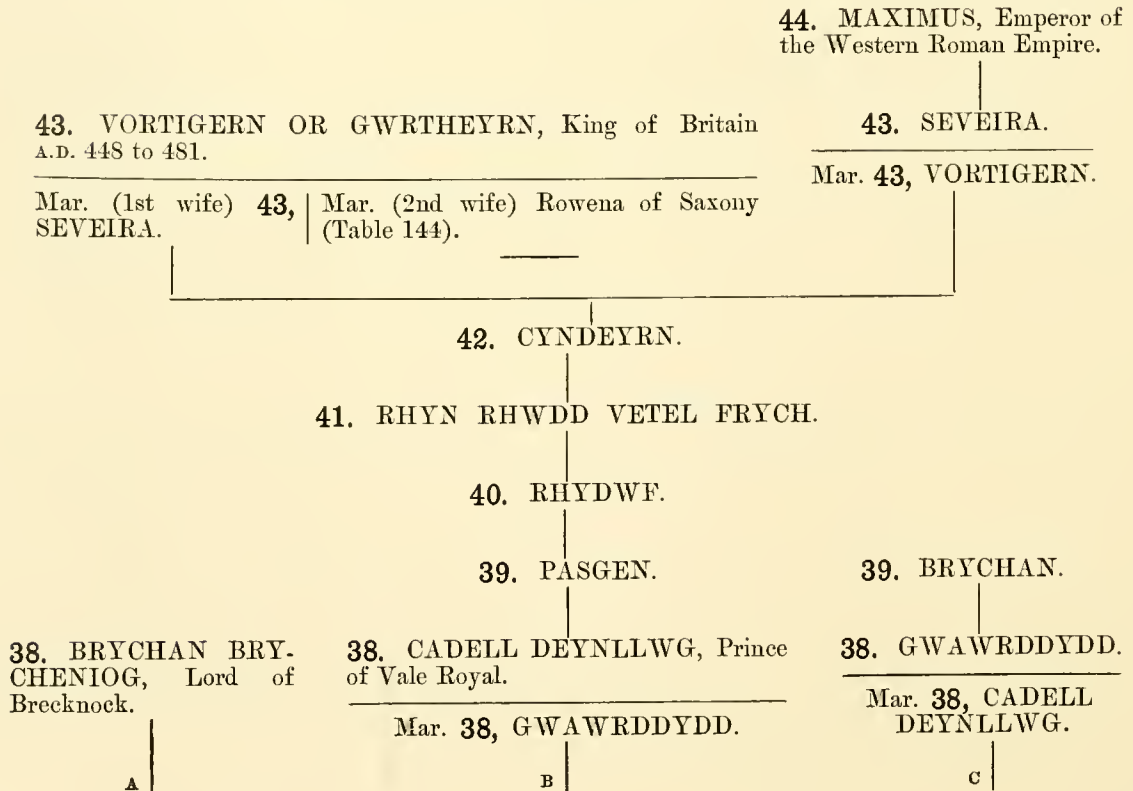 44. MAXIMUS, Emperor of
the Western Roman Empire.
43. VORTIGERN OR GWRTHEYRN, King of Britain
A.D. 448 to 481.
43. SEVEIRA.
Mar. 43, VORTIGERN.
Mar. (1st wife) 43,
SEVEIRA.
Mar. (2nd wife) Rowena of Saxony
(Table 144).
42. CYNDEYRN.
41. RHYN RHWDD VETEL FRYCH.
40. RHYDWF.
39. PASGEN.
39. BRYCHAN.
38. BRYCHAN BRY-
CHENIOG, Lord of
Brecknock.
38. CADELL DEYNLLWG, Prince
of Vale Royal.
Mar. 38, GWAWRDDYDD.
38. GWAWRDDYDD.
Mar. 38, CADELL
DEYNLLWG.
A
B
C